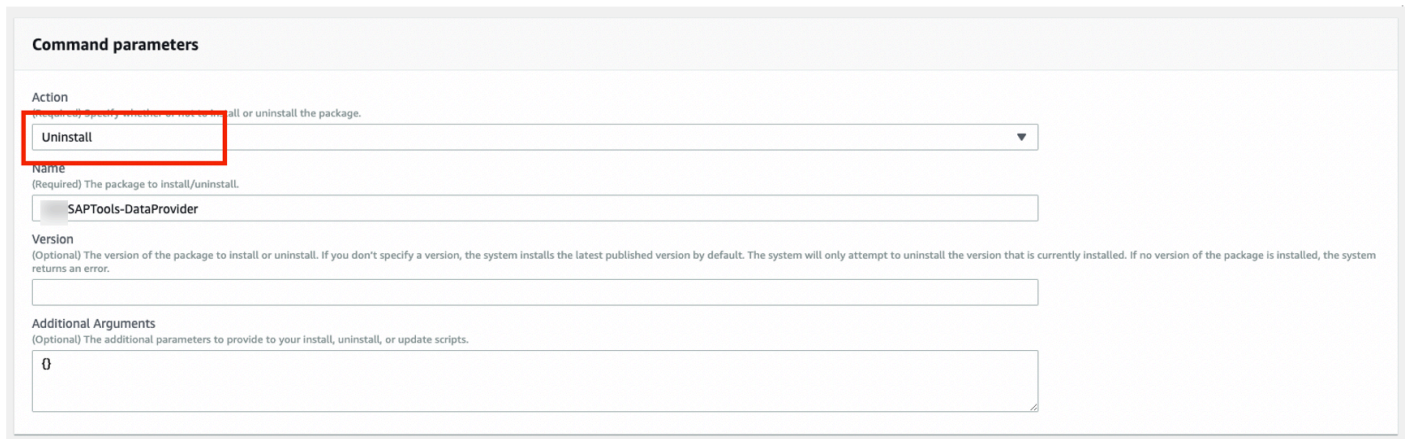 Command parameters
Action
(Required) Specify whether or not to install or uninstall the package.
Uninstall
Name
(Required) The package to install/uninstall.
SAPTools-DataProvider
Version
(Optional) The version of the package to install or uninstall. If you don't specify a version, the system installs the latest published version by default. The system will only attempt to uninstall the version that is currently installed. If no version of the package is installed, the system
returns an error.
Additional Arguments
(Optional) The additional parameters to provide to your install, uninstall, or update scripts.
{}